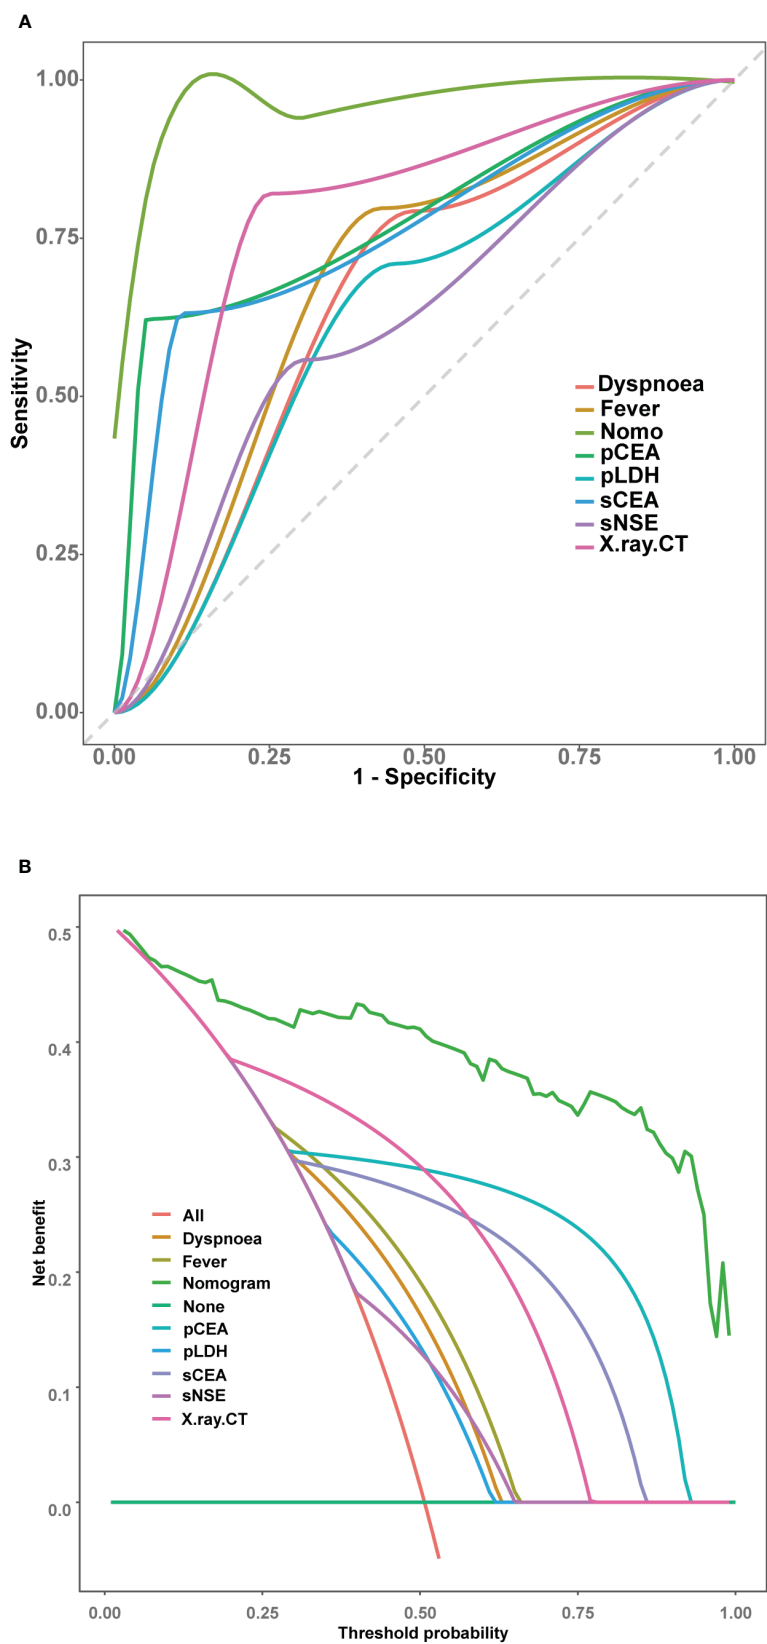 A
1.00
0.75
0.50
0.25
0.00
Sensitivity
Dyspnoea
Fever
Nomo
pCEA
pLDH
sCEA
sNSE
X.ray.CT
0.00 0.25 0.50 0.75 1.00
1 - Specificity
B
0.5
0.4
0.3
0.2
0.1
0.0
Net benefit
All
Dyspnoea
Fever
Nomogram
None
pCEA
pLDH
sCEA
sNSE
X.ray.CT
0.00 0.25 0.50 0.75 1.00
Threshold probability